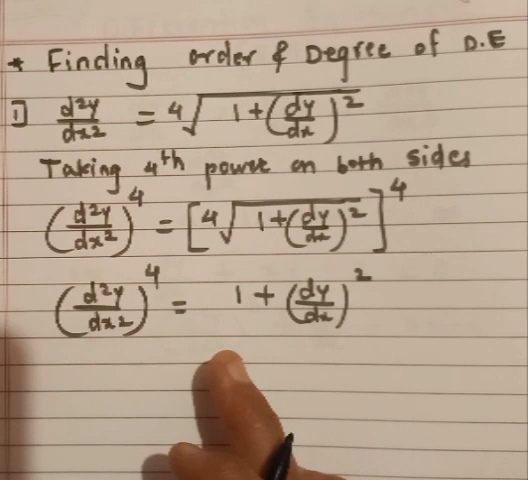 * Finding order & Degree of D.E
1] d²y/dx² = ⁴√(1+(dy/dx)²)
Taking 4th power on both sides
(d²y/dx²)⁴ = [⁴√(1+(dy/dx)²)]⁴
(d²y/dx²)⁴ = 1+(dy/dx)²